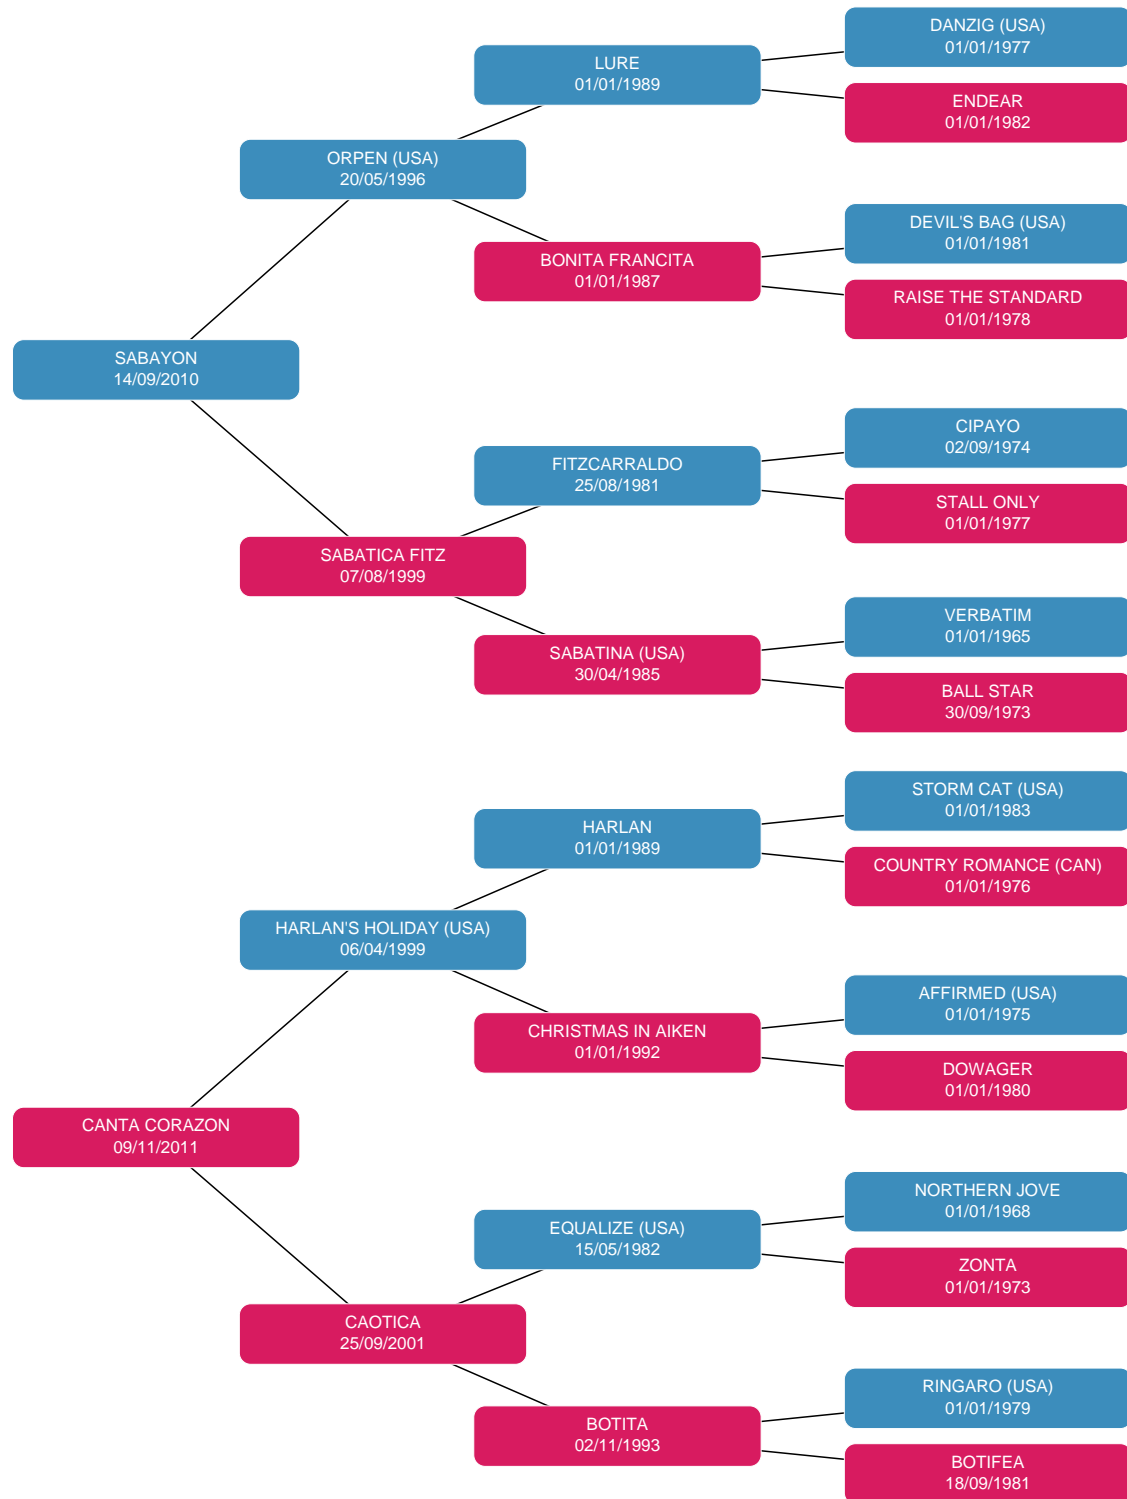 DANZIG (USA)
01/01/1977
LURE
01/01/1989
ENDEAR
01/01/1982
ORPEN (USA)
20/05/1996
DEVIL'S BAG (USA)
01/01/1981
BONITA FRANCITA
01/01/1987
RAISE THE STANDARD
01/01/1978
SABAYON
14/09/2010
CIPAYO
02/09/1974
FITZCARRALDO
25/08/1981
STALL ONLY
01/01/1977
SABATICA FITZ
07/08/1999
VERBATIM
01/01/1965
SABATINA (USA)
30/04/1985
BALL STAR
30/09/1973
STORM CAT (USA)
01/01/1983
HARLAN
01/01/1989
COUNTRY ROMANCE (CAN)
01/01/1976
HARLAN'S HOLIDAY (USA)
06/04/1999
AFFIRMED (USA)
01/01/1975
CHRISTMAS IN AIKEN
01/01/1992
DOWAGER
01/01/1980
CANTA CORAZON
09/11/2011
NORTHERN JOVE
01/01/1968
EQUALIZE (USA)
15/05/1982
ZONTA
01/01/1973
CAOTICA
25/09/2001
RINGARO (USA)
01/01/1979
BOTITA
02/11/1993
BOTIFEA
18/09/1981